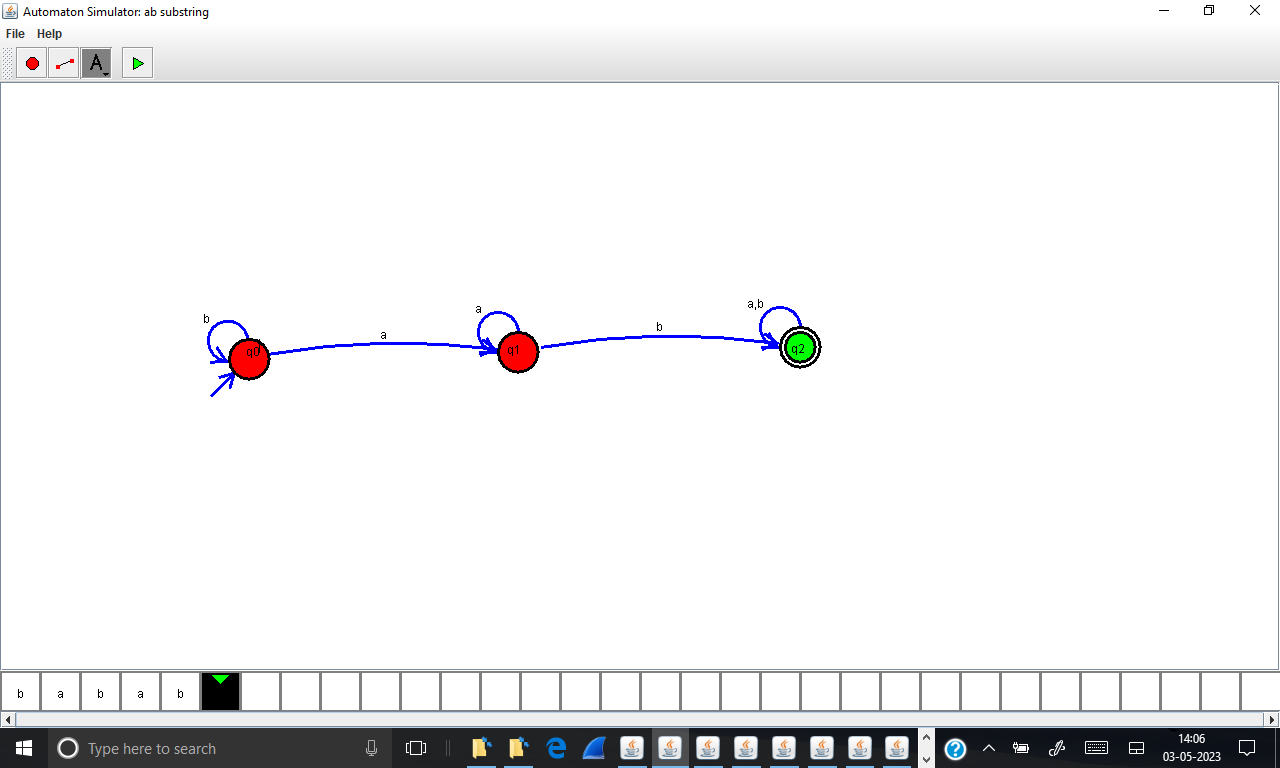 Automaton Simulator: ab substring
File Help
A
a,b
a
b
b
a
q0
q1
q2
b a b a b
Type here to search
14:06
03-05-2023